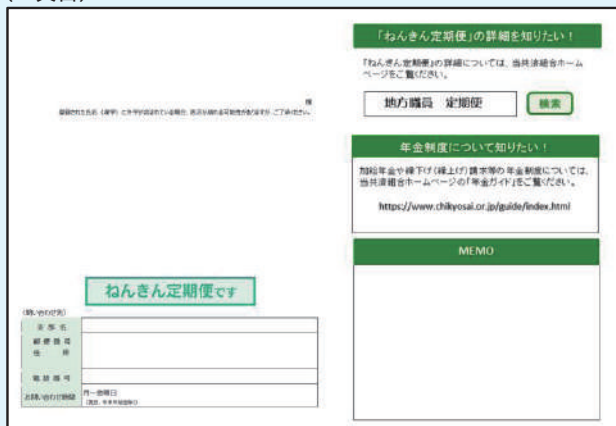 様
「ねんきん定期便」の詳細を知りたい！
「ねんきん定期便」の詳細については、当共済組合ホーム
ページをご覧ください。
地方職員　定期便
検索
年金制度について知りたい！
加給年金や繰下げ（繰上げ）請求等の年金制度については、
当共済組合ホームページの「年金ガイド」をご覧ください。
https://www.chikyosai.or.jp/guide/index.html
MEMO
ねんきん定期便です
（問い合わせ先）
支部名
郵便番号
住　所
電話番号
お問い合わせ時間
月～金曜日